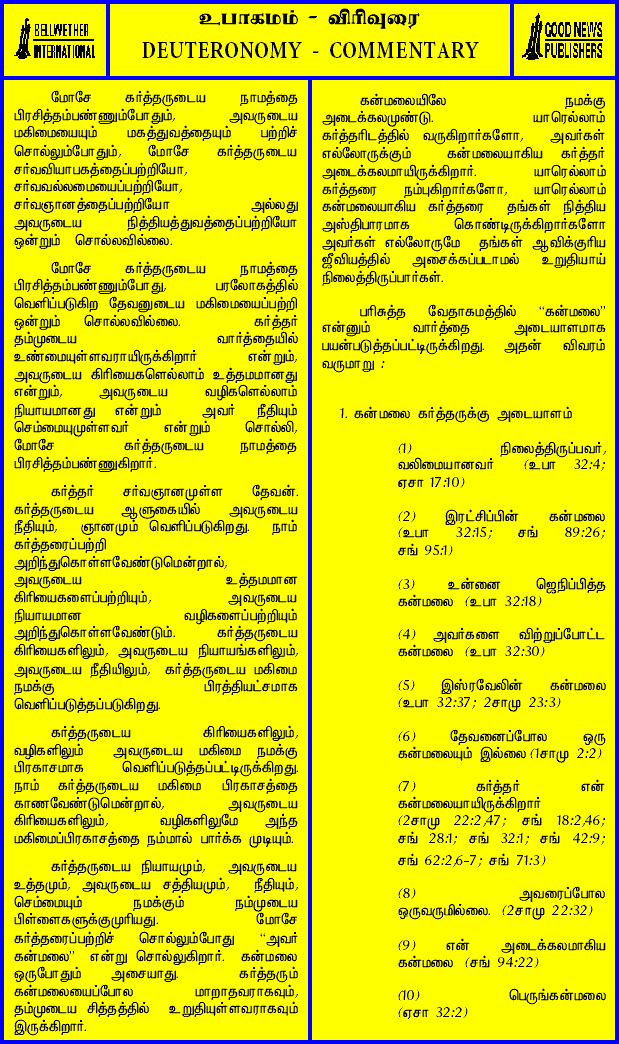 BELLWETHER
INTERNATIONAL
உபாகமம் - விரிவுரை
DEUTERONOMY - COMMENTARY
GOOD NEWS
PUBLISHERS
மோசே கர்த்தருடைய நாமத்தை
பிரசித்தம்பண்ணும்போதும், அவருடைய
மகிமையையும் மகத்துவத்தையும் பற்றிச்
சொல்லும்போதும், மோசே கர்த்தருடைய
சர்வவியாபகத்தைப்பற்றியோ,
சர்வவல்லமையைப்பற்றியோ,
சர்வஞானத்தைப்பற்றியோ அல்லது
அவருடைய நித்தியத்துவத்தைப்பற்றியோ
ஒன்றும் சொல்லவில்லை.
மோசே கர்த்தருடைய நாமத்தை
பிரசித்தம்பண்ணும்போது, பரலோகத்தில்
வெளிப்படுகிற தேவனுடைய மகிமையைப்பற்றி
ஒன்றும் சொல்லவில்லை. கர்த்தர்
தம்முடைய வார்த்தையில்
உண்மையுள்ளவராயிருக்கிறார் என்றும்,
அவருடைய கிரியைகளெல்லாம் உத்தமமானது
என்றும், அவருடைய வழிகளெல்லாம்
நியாயமானது என்றும் அவர் நீதியும்
செம்மையுமுள்ளவர் என்றும் சொல்லி,
மோசே கர்த்தருடைய நாமத்தை
பிரசித்தம்பண்ணுகிறார்.
கர்த்தர் சர்வஞானமுள்ள தேவன்.
கர்த்தருடைய ஆளுகையில் அவருடைய
நீதியும், ஞானமும் வெளிப்படுகிறது. நாம்
கர்த்தரைப்பற்றி
அறிந்துகொள்ளவேண்டுமென்றால்,
அவருடைய உத்தமமான
கிரியைகளைப்பற்றியும், அவருடைய
நியாயமான வழிகளைப்பற்றியும்
அறிந்துகொள்ளவேண்டும். கர்த்தருடைய
கிரியைகளிலும், அவருடைய நியாயங்களிலும்,
அவருடைய நீதியிலும், கர்த்தருடைய மகிமை
நமக்கு பிரத்தியட்சமாக
வெளிப்படுத்தப்படுகிறது.
கர்த்தருடைய கிரியைகளிலும்,
வழிகளிலும் அவருடைய மகிமை நமக்கு
பிரகாசமாக வெளிப்படுத்தப்பட்டிருக்கிறது.
நாம் கர்த்தருடைய மகிமை பிரகாசத்தை
காணவேண்டுமென்றால், அவருடைய
கிரியைகளிலும், வழிகளிலுமே அந்த
மகிமைப்பிரகாசத்தை நம்மால் பார்க்க முடியும்.
கர்த்தருடைய நியாயமும், அவருடைய
உத்தமும், அவருடைய சத்தியமும், நீதியும்,
செம்மையும் நமக்கும் நம்முடைய
பிள்ளைகளுக்குமுரியது. மோசே
கர்த்தரைப்பற்றிச் சொல்லும்போது “அவர்
கன்மலை” என்று சொல்லுகிறார். கன்மலை
ஒருபோதும் அசையாது. கர்த்தரும்
கன்மலையைப்போல மாறாதவராகவும்,
தம்முடைய சித்தத்தில் உறுதியுள்ளவராகவும்
இருக்கிறார்.
கன்மலையிலே நமக்கு
அடைக்கலமுண்டு. யாரெல்லாம்
கர்த்தரிடத்தில் வருகிறார்களோ, அவர்கள்
எல்லோருக்கும் கன்மலையாகிய கர்த்தர்
அடைக்கலமாயிருக்கிறார். யாரெல்லாம்
கர்த்தரை நம்புகிறார்களோ, யாரெல்லாம்
கன்மலையாகிய கர்த்தரை தங்கள் நித்திய
அஸ்திபாரமாக கொண்டிருக்கிறார்களோ
அவர்கள் எல்லோருமே தங்கள் ஆவிக்குரிய
ஜீவியத்தில் அசைக்கப்படாமல் உறுதியாய்
நிலைத்திருப்பார்கள்.
பரிசுத்த வேதாகமத்தில் “கன்மலை”
என்னும் வார்த்தை அடையாளமாக
பயன்படுத்தப்பட்டிருக்கிறது. அதன் விவரம்
வருமாறு :
1. கன்மலை கர்த்தருக்கு அடையாளம்
(1) நிலைத்திருப்பவர்,
வலிமையானவர் (உபா 32:4;
ஏசா 17:10)
(2) இரட்சிப்பின் கன்மலை
(உபா 32:15; சங் 89:26;
சங் 95:1)
(3) உன்னை ஜெநிப்பித்த
கன்மலை (உபா 32:18)
(4) அவர்களை விற்றுப்போட்ட
கன்மலை (உபா 32:30)
(5) இஸ்ரவேலின் கன்மலை
(உபா 32:37; 2சாமு 23:3)
(6) தேவனைப்போல ஒரு
கன்மலையும் இல்லை (1சாமு 2:2)
(7) கர்த்தர் என்
கன்மலையாயிருக்கிறார்
(2சாமு 22:2,47; சங் 18:2,46;
சங் 28:1; சங் 32:1; சங் 42:9;
சங் 62:2,6-7; சங் 71:3)
(8) அவரைப்போல
ஒருவருமில்லை. (2சாமு 22:32)
(9) என் அடைக்கலமாகிய
கன்மலை (சங் 94:22)
(10) பெருங்கன்மலை
(ஏசா 32:2)